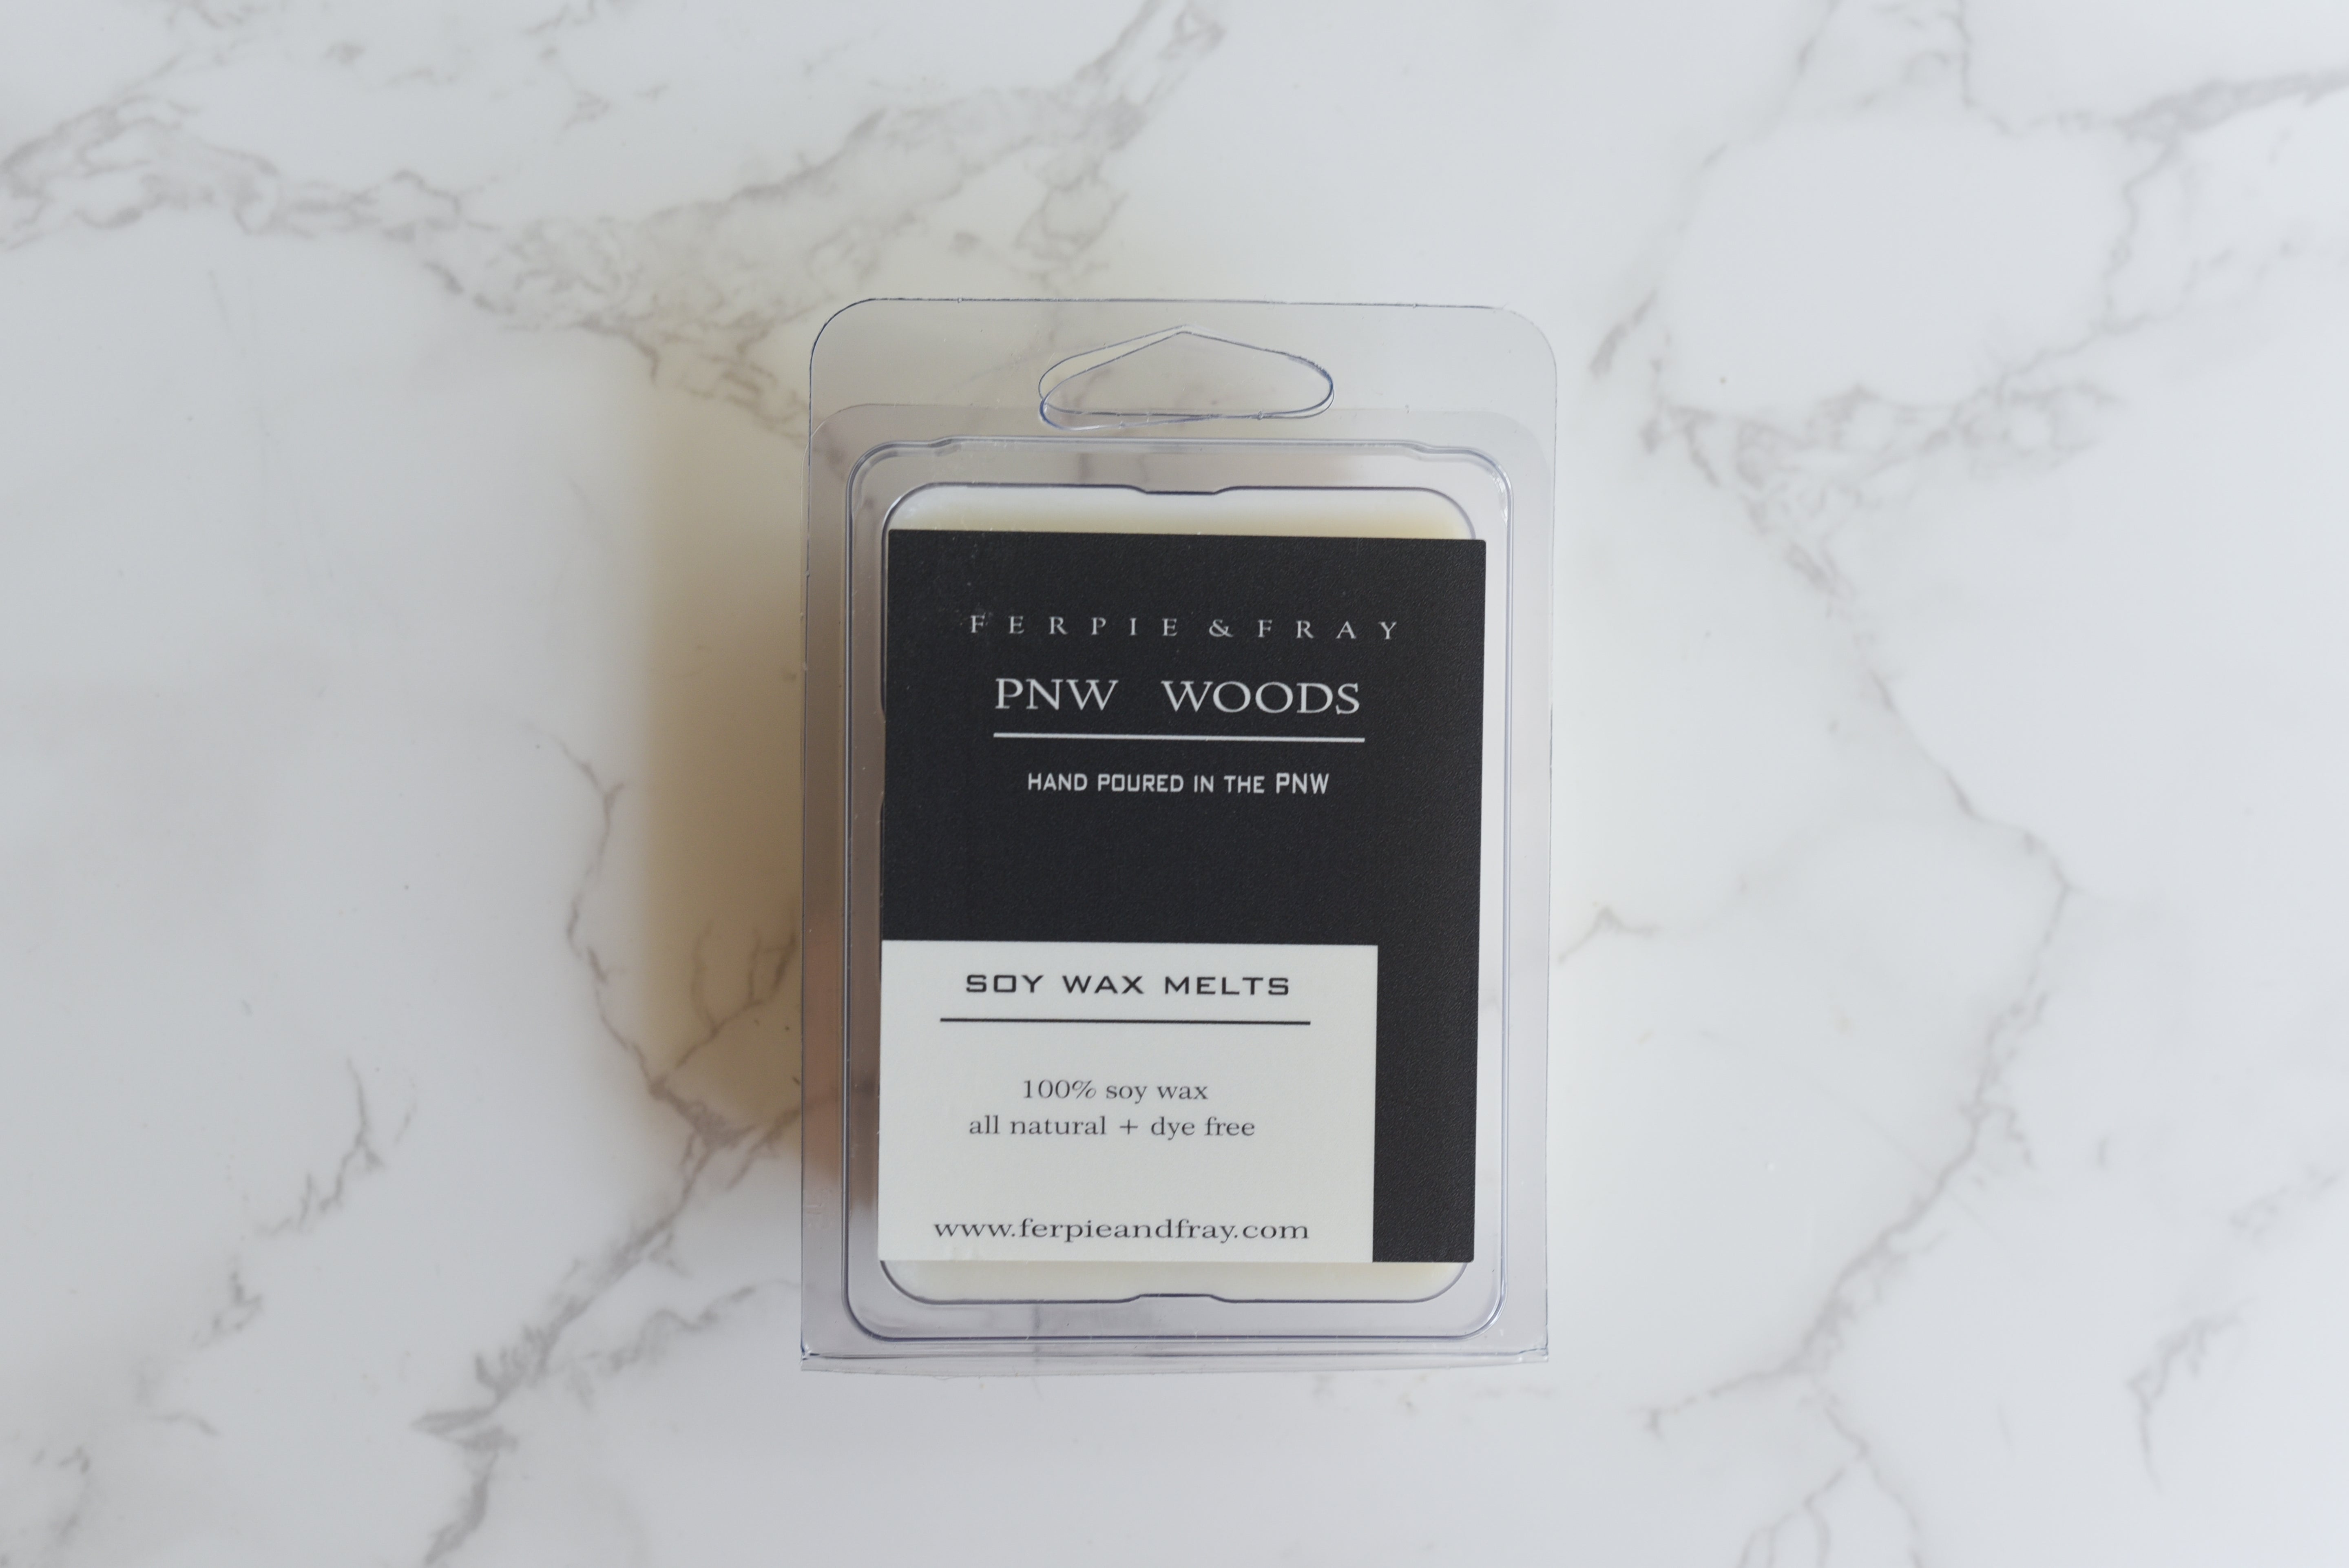 FERPIE & FRAY
PNW WOODS
HAND POURED IN THE PNW
SOY WAX MELTS
100% soy wax
all natural + dye free
www.ferpieandfray.com